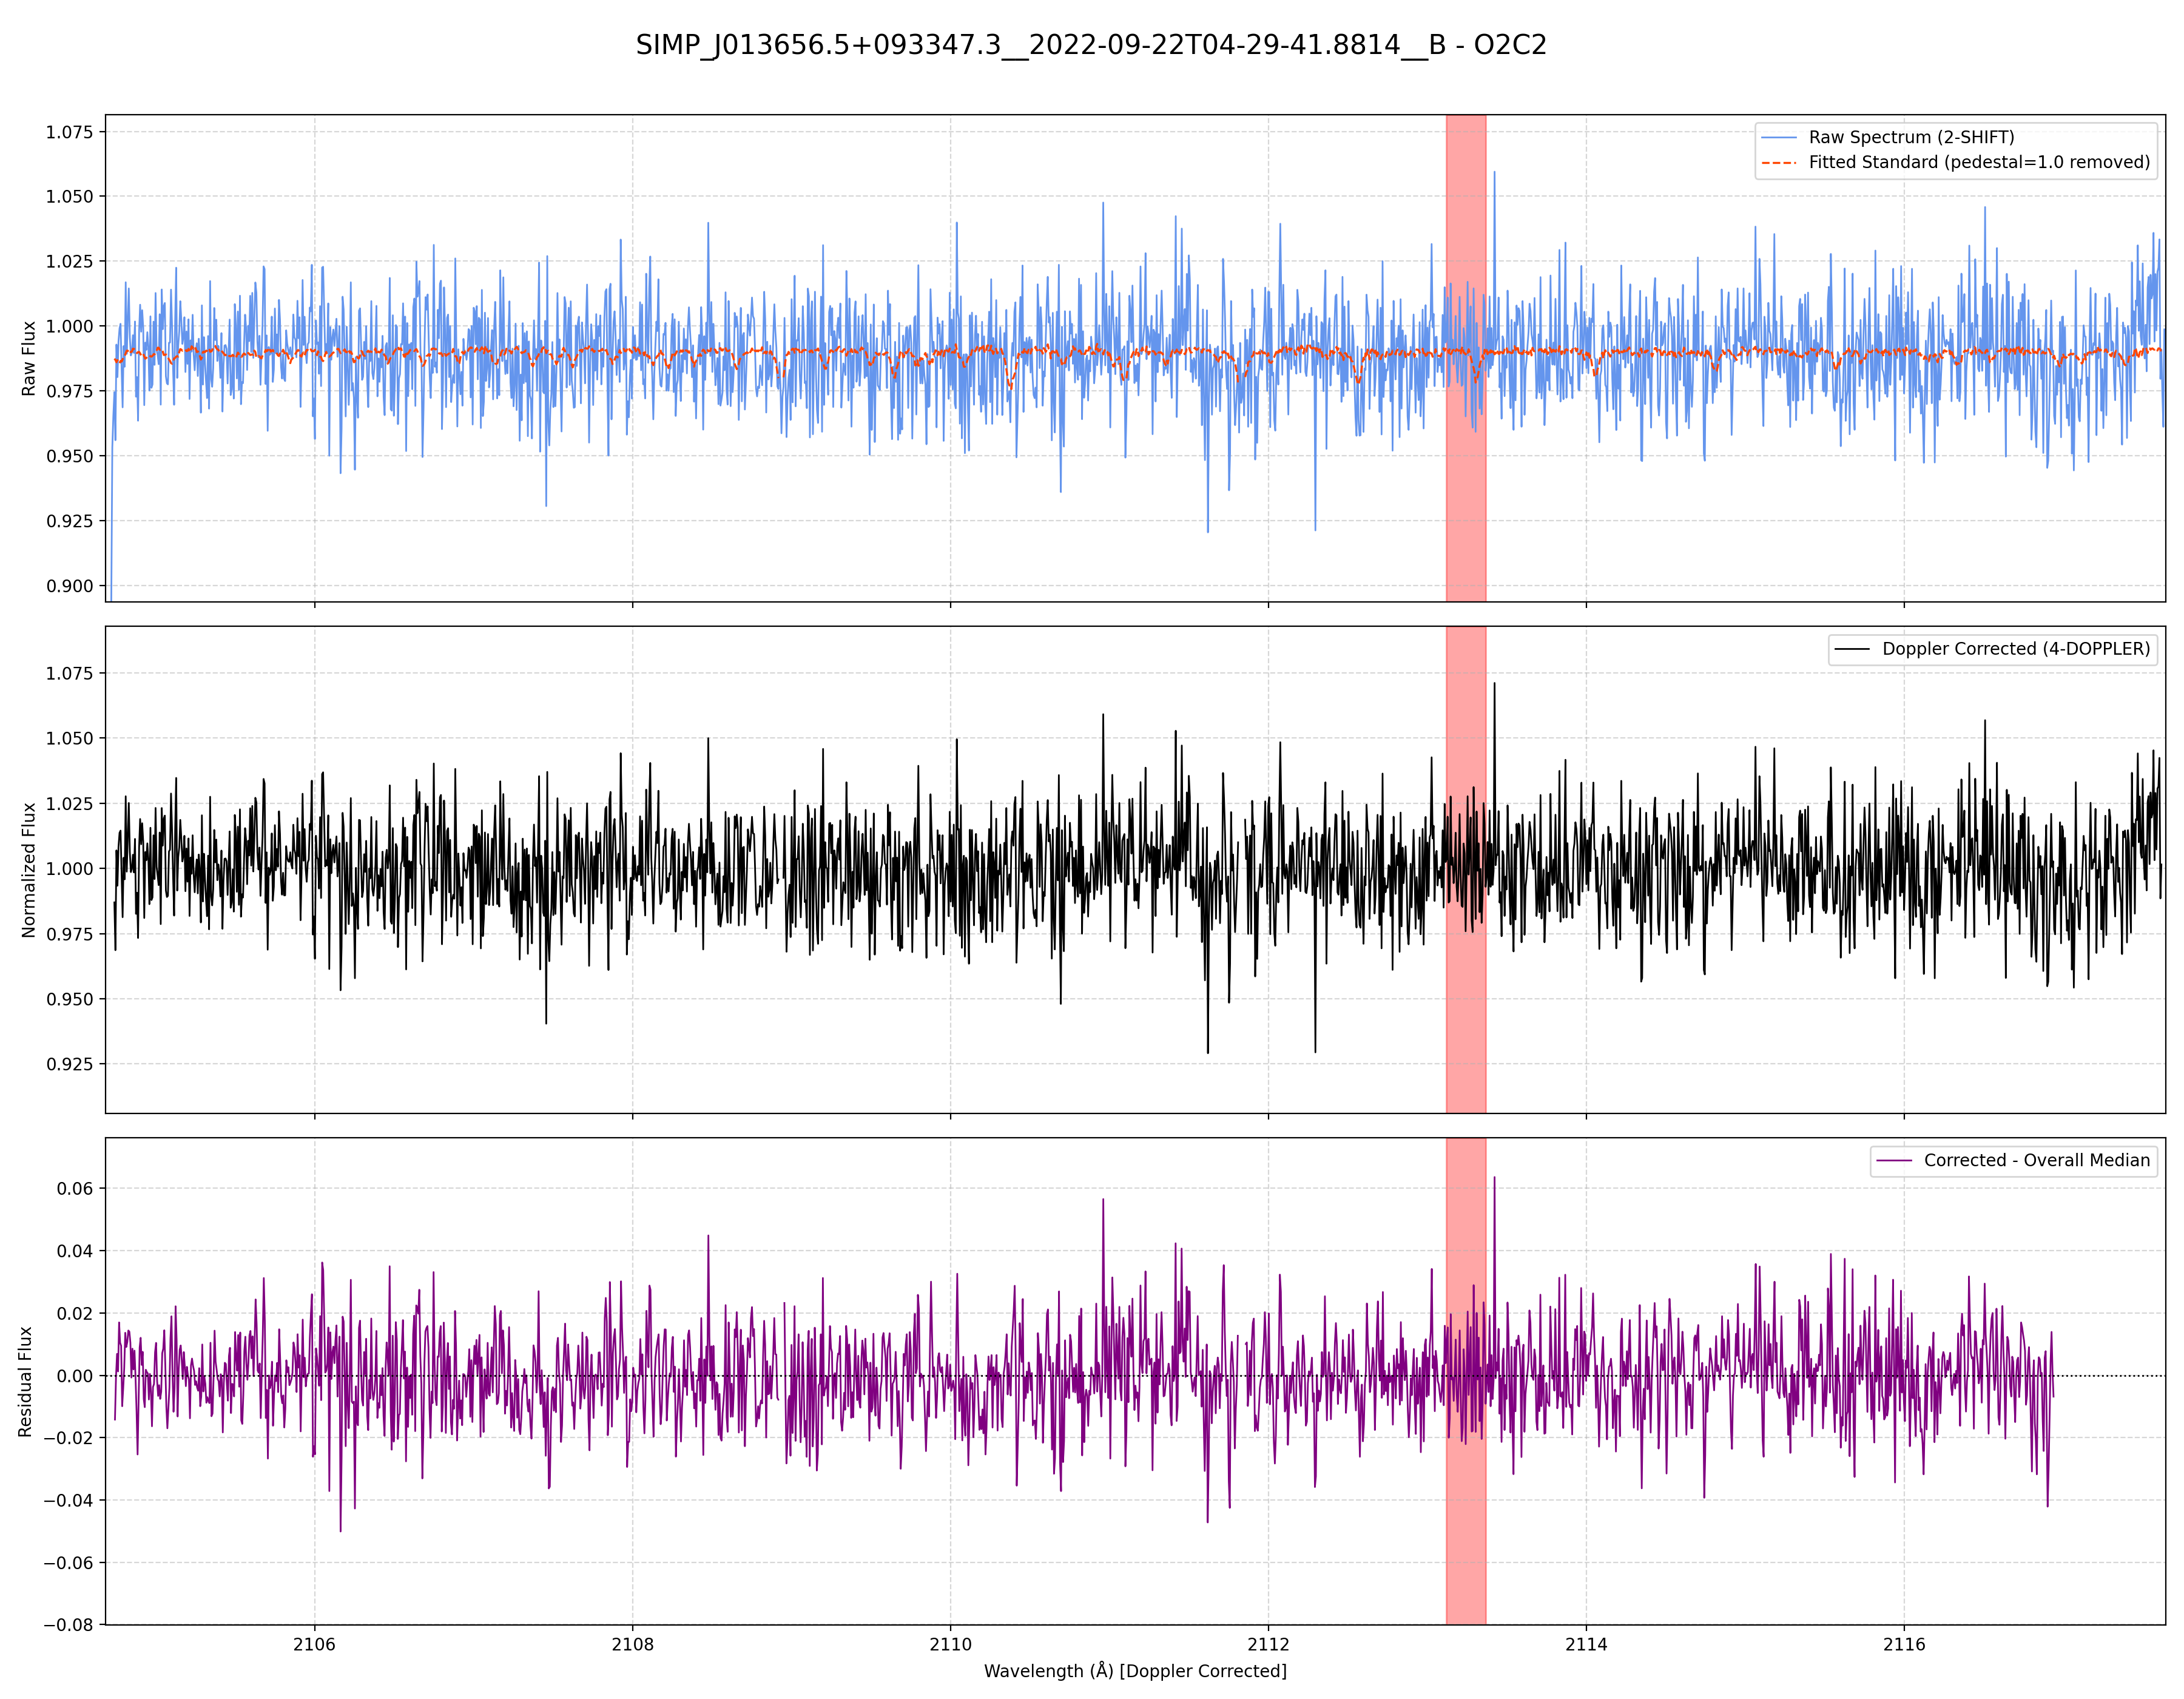 SIMP_J013656.5+093347.3__2022-09-22T04-29-41.8814__B - O2C2
1.075
1.050
1.025
1.000
0.975
0.950
0.925
0.900
Raw Flux
Raw Spectrum (2-SHIFT)
Fitted Standard (pedestal=1.0 removed)
1.075
1.050
1.025
1.000
0.975
0.950
0.925
Normalized Flux
Doppler Corrected (4-DOPPLER)
0.06
0.04
0.02
0.00
−0.02
−0.04
−0.06
−0.08
Residual Flux
Corrected - Overall Median
2106 2108 2110 2112 2114 2116
Wavelength (Å) [Doppler Corrected]